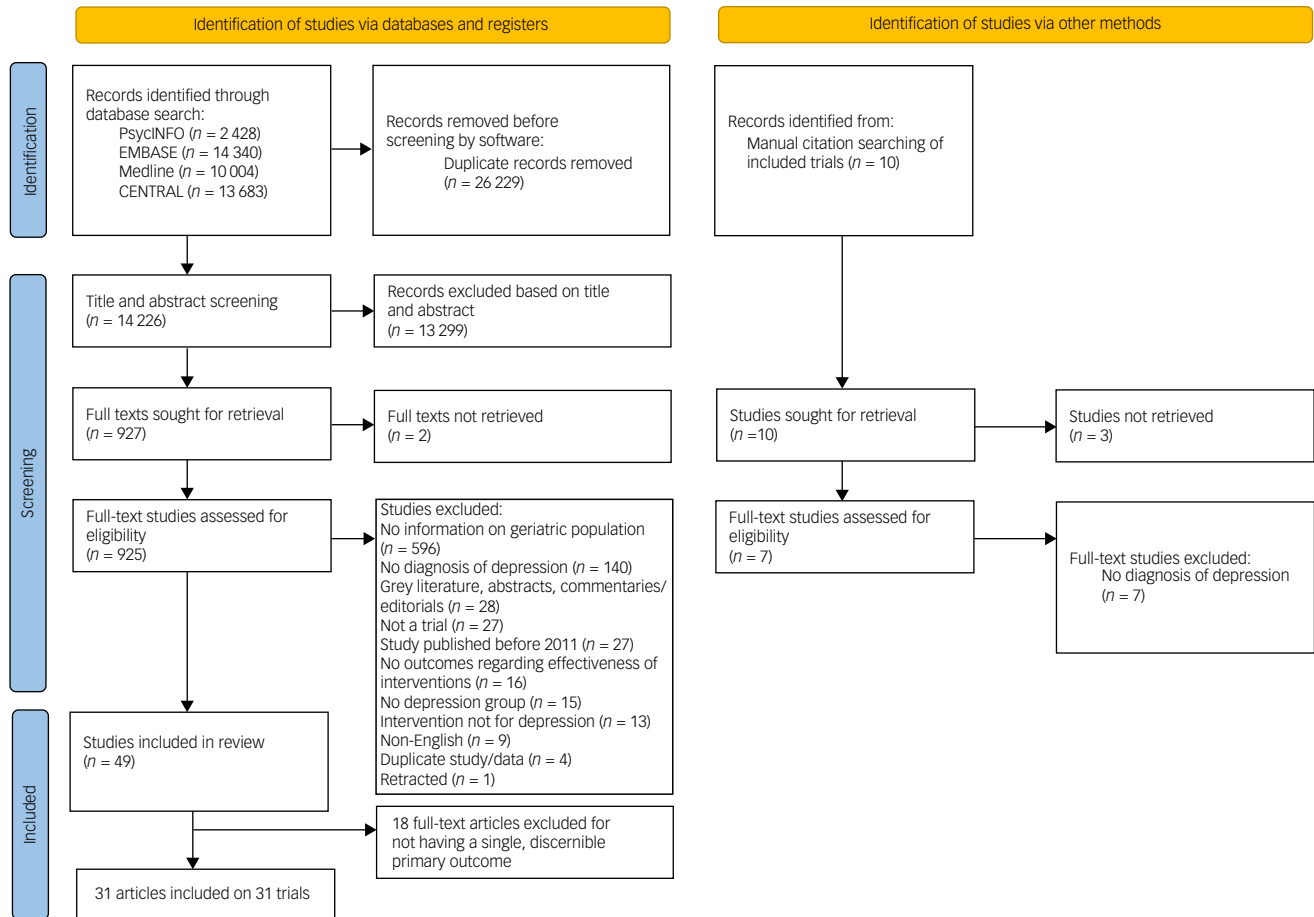 Identification of studies via databases and registers
Identification of studies via other methods
Identification
Records identified through
database search:
PsycINFO (n = 2 428)
EMBASE (n = 14 340)
Medline (n = 10 004)
CENTRAL (n = 13 683)
Records removed before
screening by software:
Duplicate records removed
(n = 26 229)
Records identified from:
Manual citation searching of
included trials (n = 10)
Screening
Title and abstract screening
(n = 14 226)
Records excluded based on title
and abstract
(n = 13 299)
Full texts sought for retrieval
(n = 927)
Full texts not retrieved
(n = 2)
Studies sought for retrieval
(n =10)
Studies not retrieved
(n = 3)
Full-text studies assessed for
eligibility
(n = 925)
Studies excluded:
No information on geriatric population
(n = 596)
No diagnosis of depression (n = 140)
Grey literature, abstracts, commentaries/
editorials (n = 28)
Not a trial (n = 27)
Study published before 2011 (n = 27)
No outcomes regarding effectiveness of
interventions (n = 16)
No depression group (n = 15)
Intervention not for depression (n = 13)
Non-English (n = 9)
Duplicate study/data (n = 4)
Retracted (n = 1)
Full-text studies assessed for
eligibility
(n = 7)
Full-text studies excluded:
No diagnosis of depression
(n = 7)
Included
Studies included in review
(n = 49)
18 full-text articles excluded for
not having a single, discernible
primary outcome
31 articles included on 31 trials